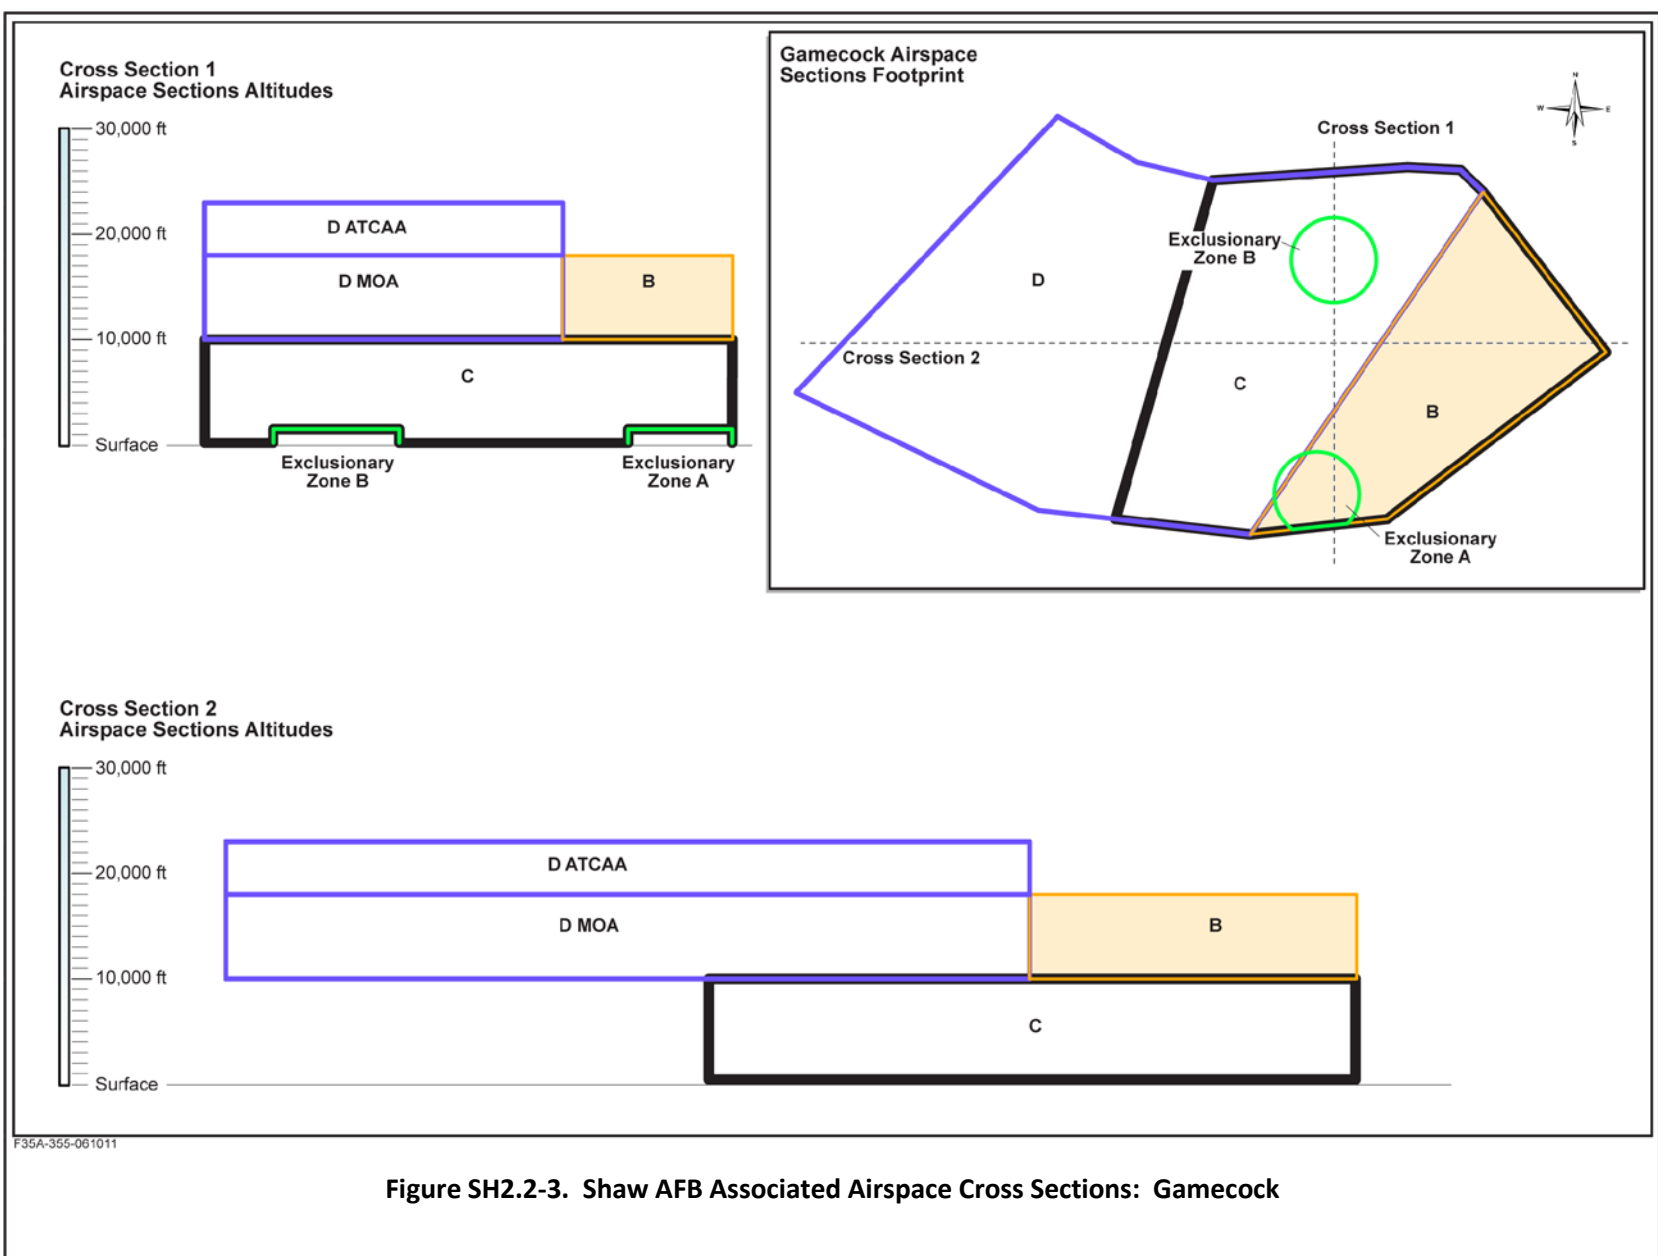 Cross Section 1
Airspace Sections Altitudes
30,000 ft
20,000 ft
10,000 ft
Surface
D ATCAA
D MOA
B
C
Exclusionary
Zone B
Exclusionary
Zone A
Gamecock Airspace
Sections Footprint
N
W
E
S
Cross Section 1
Exclusionary
Zone B
D
Cross Section 2
C
B
Exclusionary
Zone A
Cross Section 2
Airspace Sections Altitudes
30,000 ft
20,000 ft
10,000 ft
Surface
D ATCAA
D MOA
B
C
F35A-355-061011
Figure SH2.2-3. Shaw AFB Associated Airspace Cross Sections: Gamecock